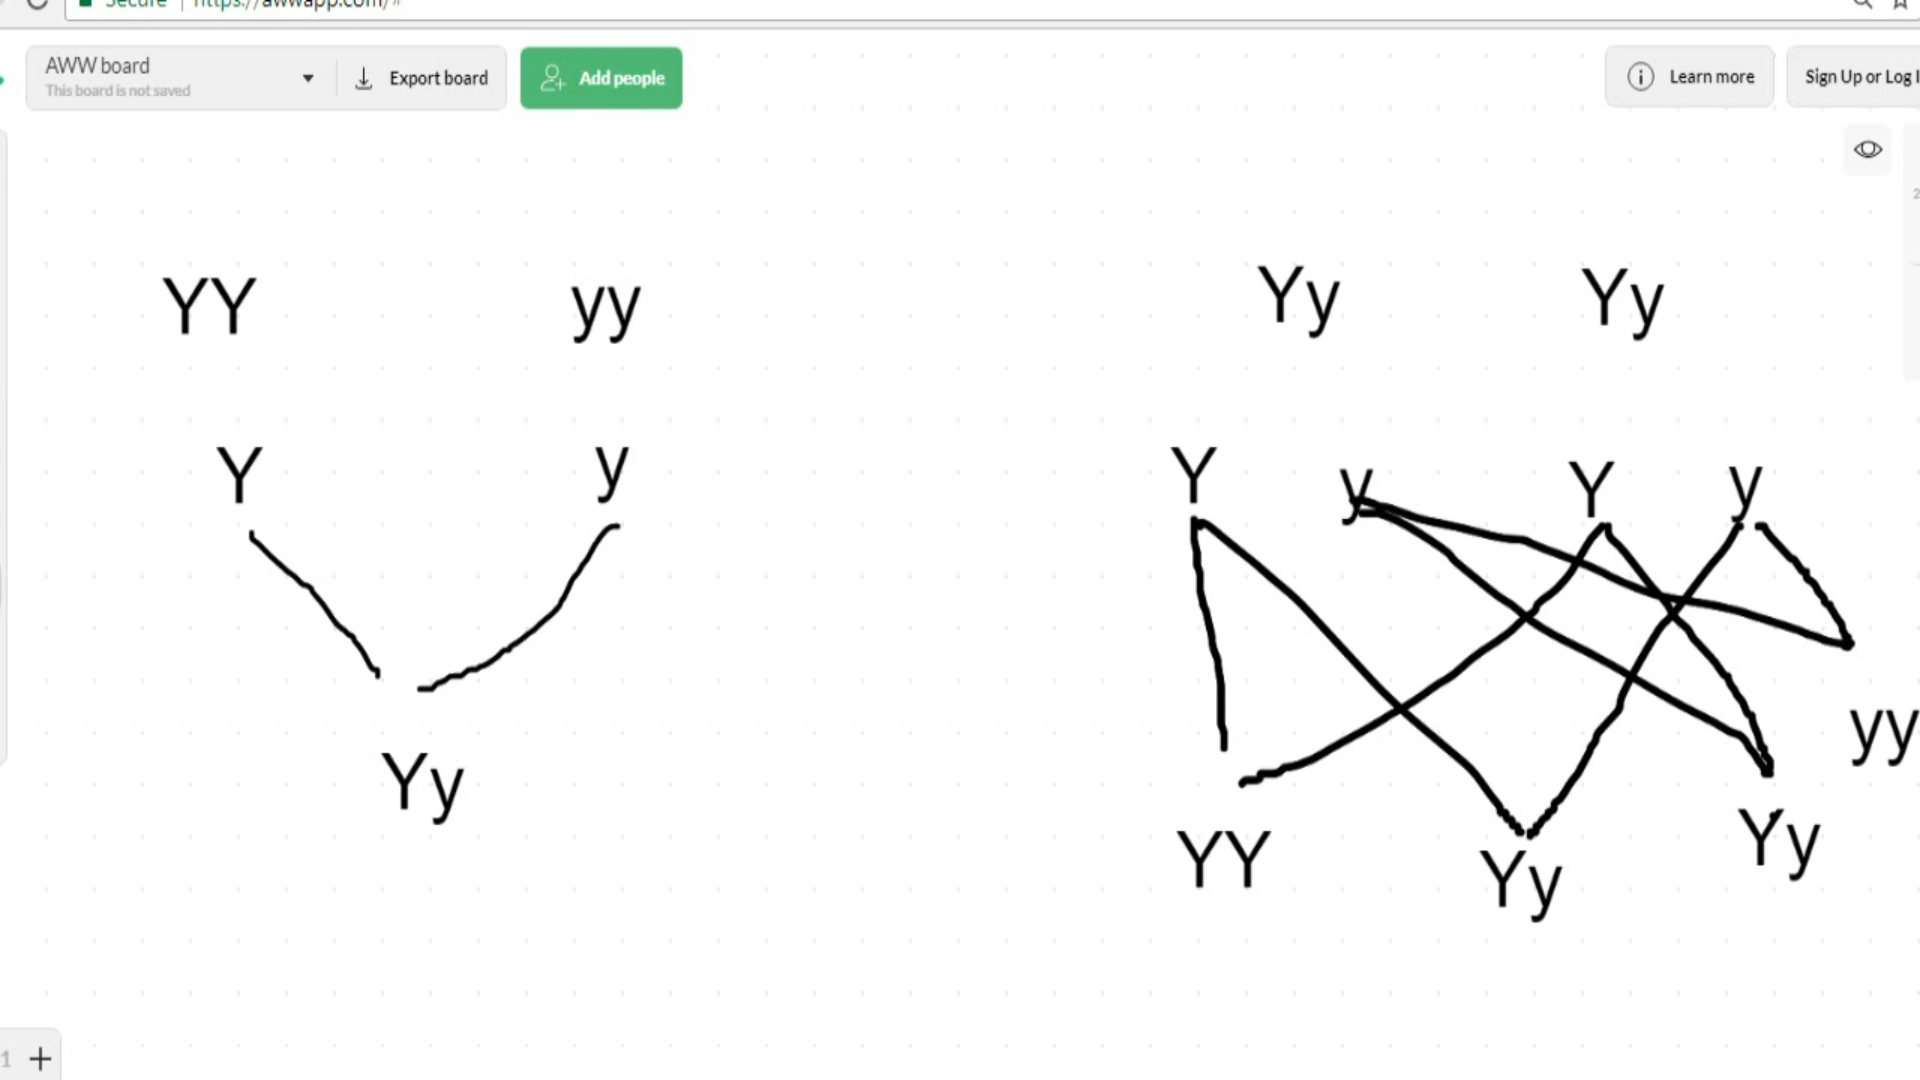 Secure | https://awwapp.com/#
AWW board
This board is not saved
Export board
Add people
Learn more
Sign Up or Log
YY yy Yy Yy
Y y Y y Y y
yy
Yy YY Yy Yy
1 +